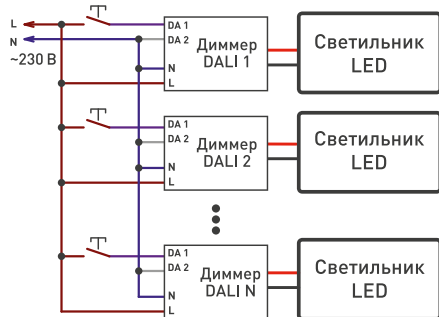 L
N
~230 В
DA 1
DA 2
N
L
Диммер
DALI 1
Светильник
LED
DA 1
DA 2
N
L
Диммер
DALI 2
Светильник
LED
DA 1
DA 2
N
L
Диммер
DALI N
Светильник
LED